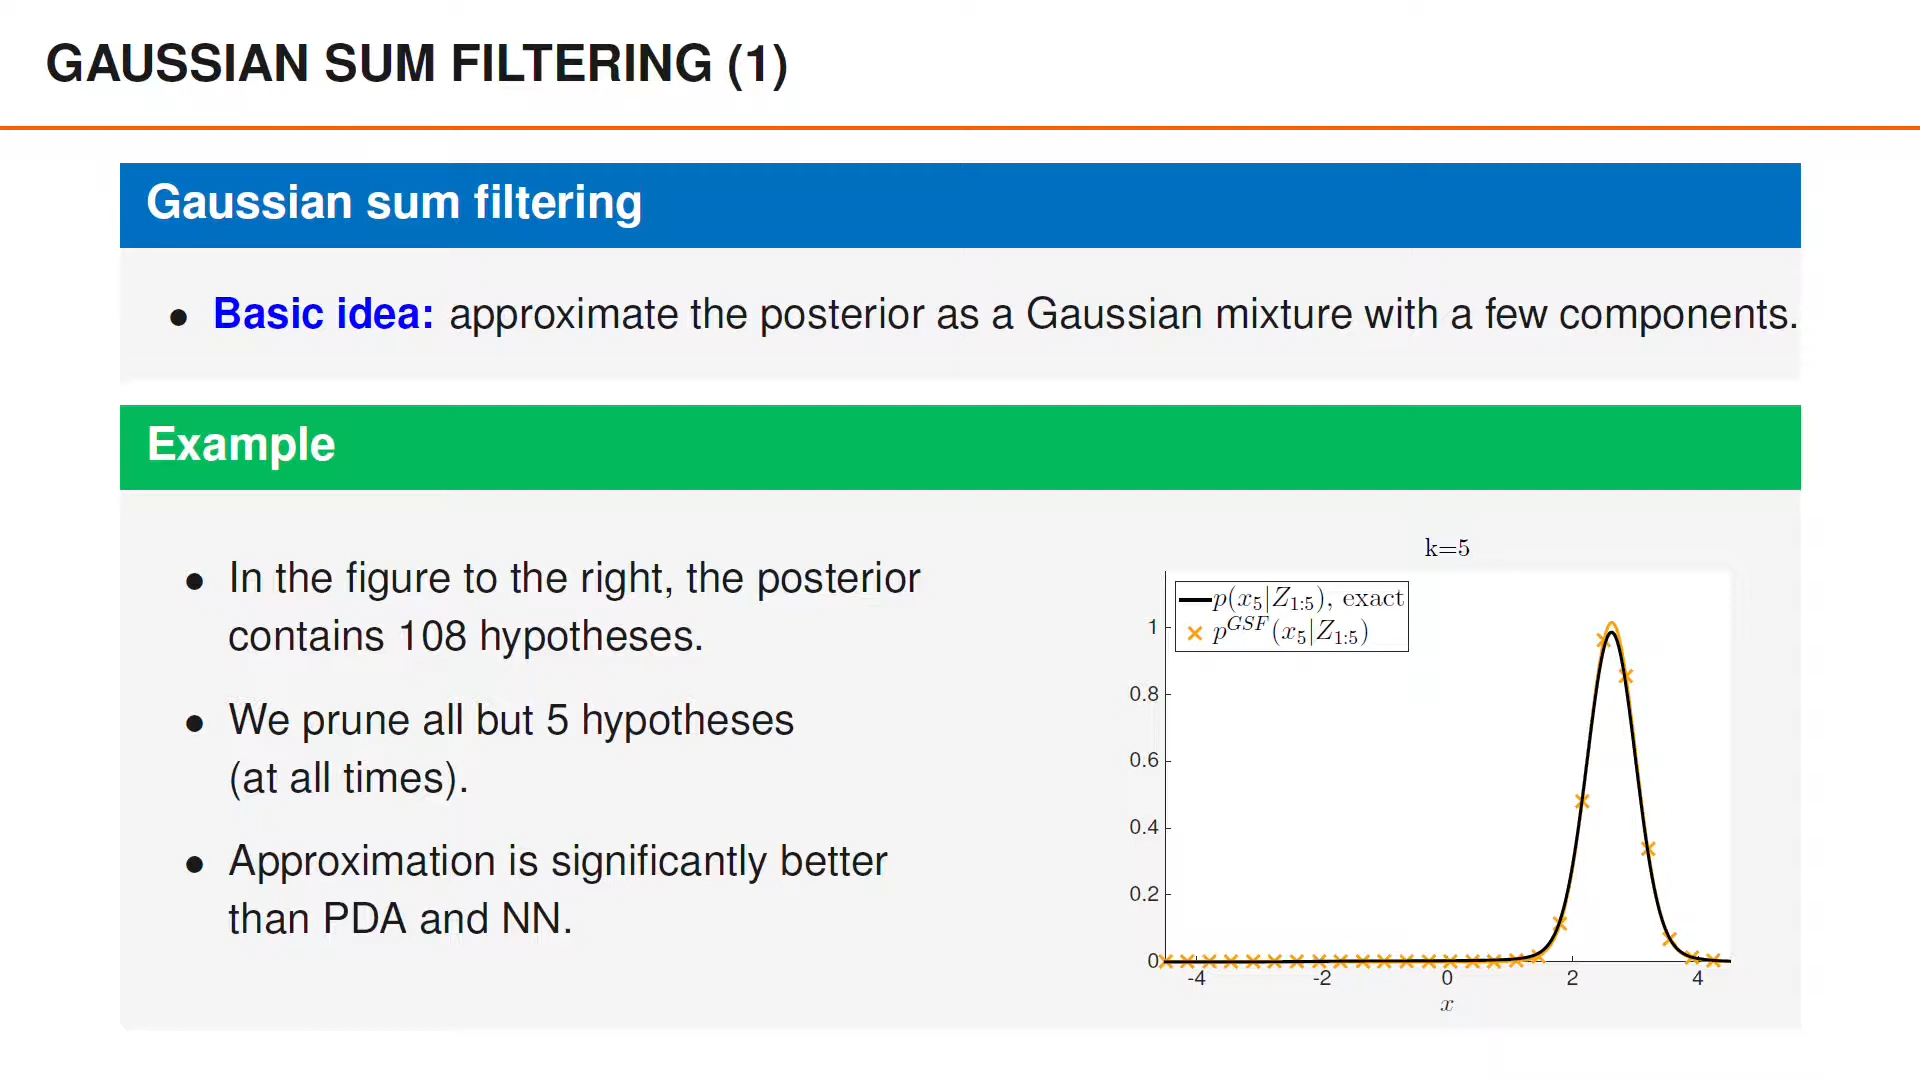 GAUSSIAN SUM FILTERING (1)
Gaussian sum filtering
• Basic idea: approximate the posterior as a Gaussian mixture with a few components.
Example
• In the figure to the right, the posterior
contains 108 hypotheses.
• We prune all but 5 hypotheses
(at all times).
• Approximation is significantly better
than PDA and NN.
k=5
p(x₅|Z₁:₅), exact
p^GSF(x₅|Z₁:₅)
1
0.8
0.6
0.4
0.2
0
-4 -2 0 2 4
x